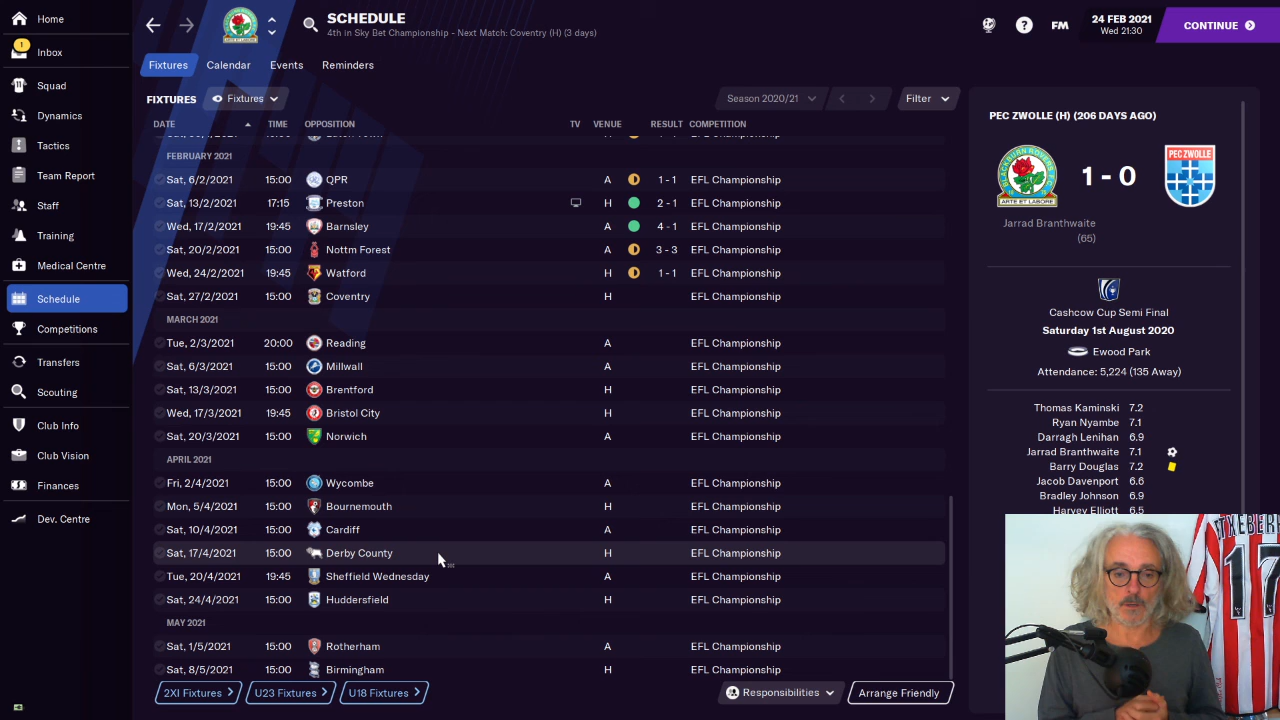 Home
1
Inbox
Squad
Dynamics
Tactics
Team Report
Staff
Training
Medical Centre
Schedule
Competitions
Transfers
Scouting
Club Info
Club Vision
Finances
Dev. Centre
SCHEDULE
4th in Sky Bet Championship - Next Match: Coventry (H) (3 days)
FM
24 FEB 2021
Wed 21:30
CONTINUE
Fixtures Calendar Events Reminders
FIXTURES Fixtures Season 2020/21 Filter
DATE TIME OPPOSITION TV VENUE RESULT COMPETITION
FEBRUARY 2021
Sat, 6/2/2021 15:00 QPR A 1 - 1 EFL Championship
Sat, 13/2/2021 17:15 Preston H 2 - 1 EFL Championship
Wed, 17/2/2021 19:45 Barnsley A 4 - 1 EFL Championship
Sat, 20/2/2021 15:00 Nottm Forest A 3 - 3 EFL Championship
Wed, 24/2/2021 19:45 Watford H 1 - 1 EFL Championship
Sat, 27/2/2021 15:00 Coventry H EFL Championship
MARCH 2021
Tue, 2/3/2021 20:00 Reading A EFL Championship
Sat, 6/3/2021 15:00 Millwall A EFL Championship
Sat, 13/3/2021 15:00 Brentford H EFL Championship
Wed, 17/3/2021 19:45 Bristol City H EFL Championship
Sat, 20/3/2021 15:00 Norwich A EFL Championship
APRIL 2021
Fri, 2/4/2021 15:00 Wycombe A EFL Championship
Mon, 5/4/2021 15:00 Bournemouth H EFL Championship
Sat, 10/4/2021 15:00 Cardiff A EFL Championship
Sat, 17/4/2021 15:00 Derby County H EFL Championship
Tue, 20/4/2021 19:45 Sheffield Wednesday A EFL Championship
Sat, 24/4/2021 15:00 Huddersfield H EFL Championship
MAY 2021
Sat, 1/5/2021 15:00 Rotherham A EFL Championship
Sat, 8/5/2021 15:00 Birmingham H EFL Championship
2XI Fixtures U23 Fixtures U18 Fixtures Responsibilities Arrange Friendly
PEC ZWOLLE (H) (206 DAYS AGO)
BLACKBURN ROVERS F.C.
ARTE ET LABORE
1 - 0
PEC ZWOLLE
Jarrad Branthwaite
(65)
Cashcow Cup Semi Final
Saturday 1st August 2020
Ewood Park
Attendance: 5,224 (135 Away)
Thomas Kaminski 7.2
Ryan Nyambe 7.1
Darragh Lenihan 6.9
Jarrad Branthwaite 7.1
Barry Douglas 7.2
Jacob Davenport 6.6
Bradley Johnson 6.9
Harvey Elliott 6.5
17